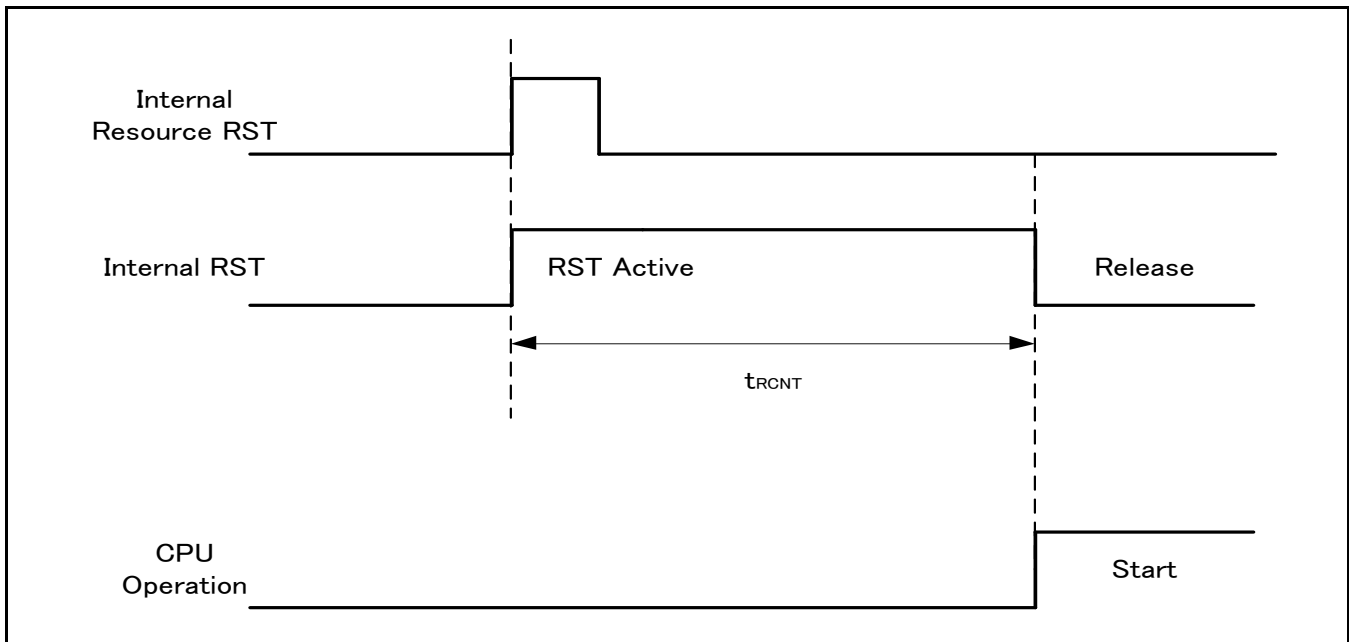 Internal
Resource RST
Internal RST
RST Active
Release
tRCNT
CPU
Operation
Start